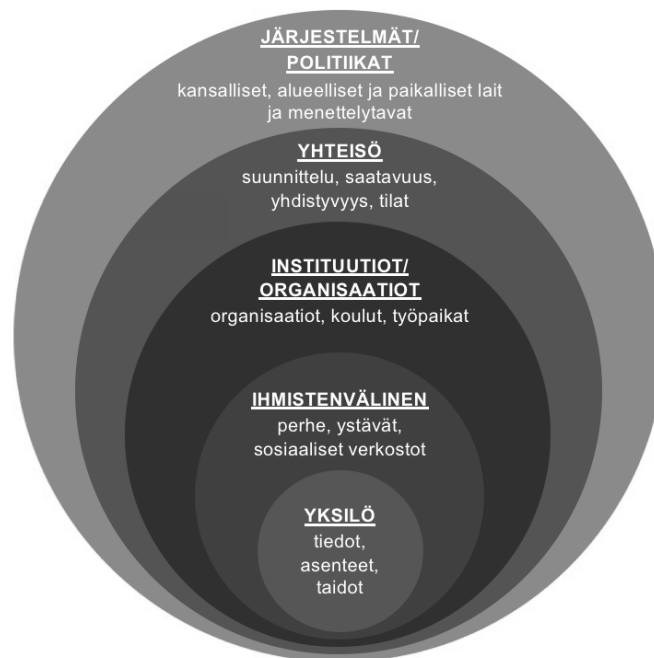 JÄRJESTELMÄT/
POLITIIKAT
kansalliset, alueelliset ja paikalliset lait
ja menettelytavat
YHTEISÖ
suunnittelu, saatavuus,
yhdistyvyys, tilat
INSTITUUTIOT/
ORGANISAATIOT
organisaatiot, koulut, työpaikat
IHMISTENVÄLINEN
perhe, ystävät,
sosiaaliset verkostot
YKSILÖ
tiedot,
asenteet,
taidot